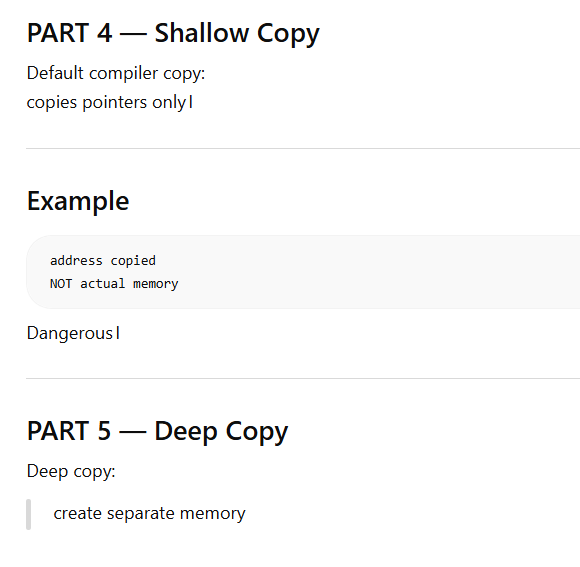 PART 4 — Shallow Copy
Default compiler copy:
copies pointers only!
Example
address copied
NOT actual memory
Dangerous!
PART 5 — Deep Copy
Deep copy:
create separate memory